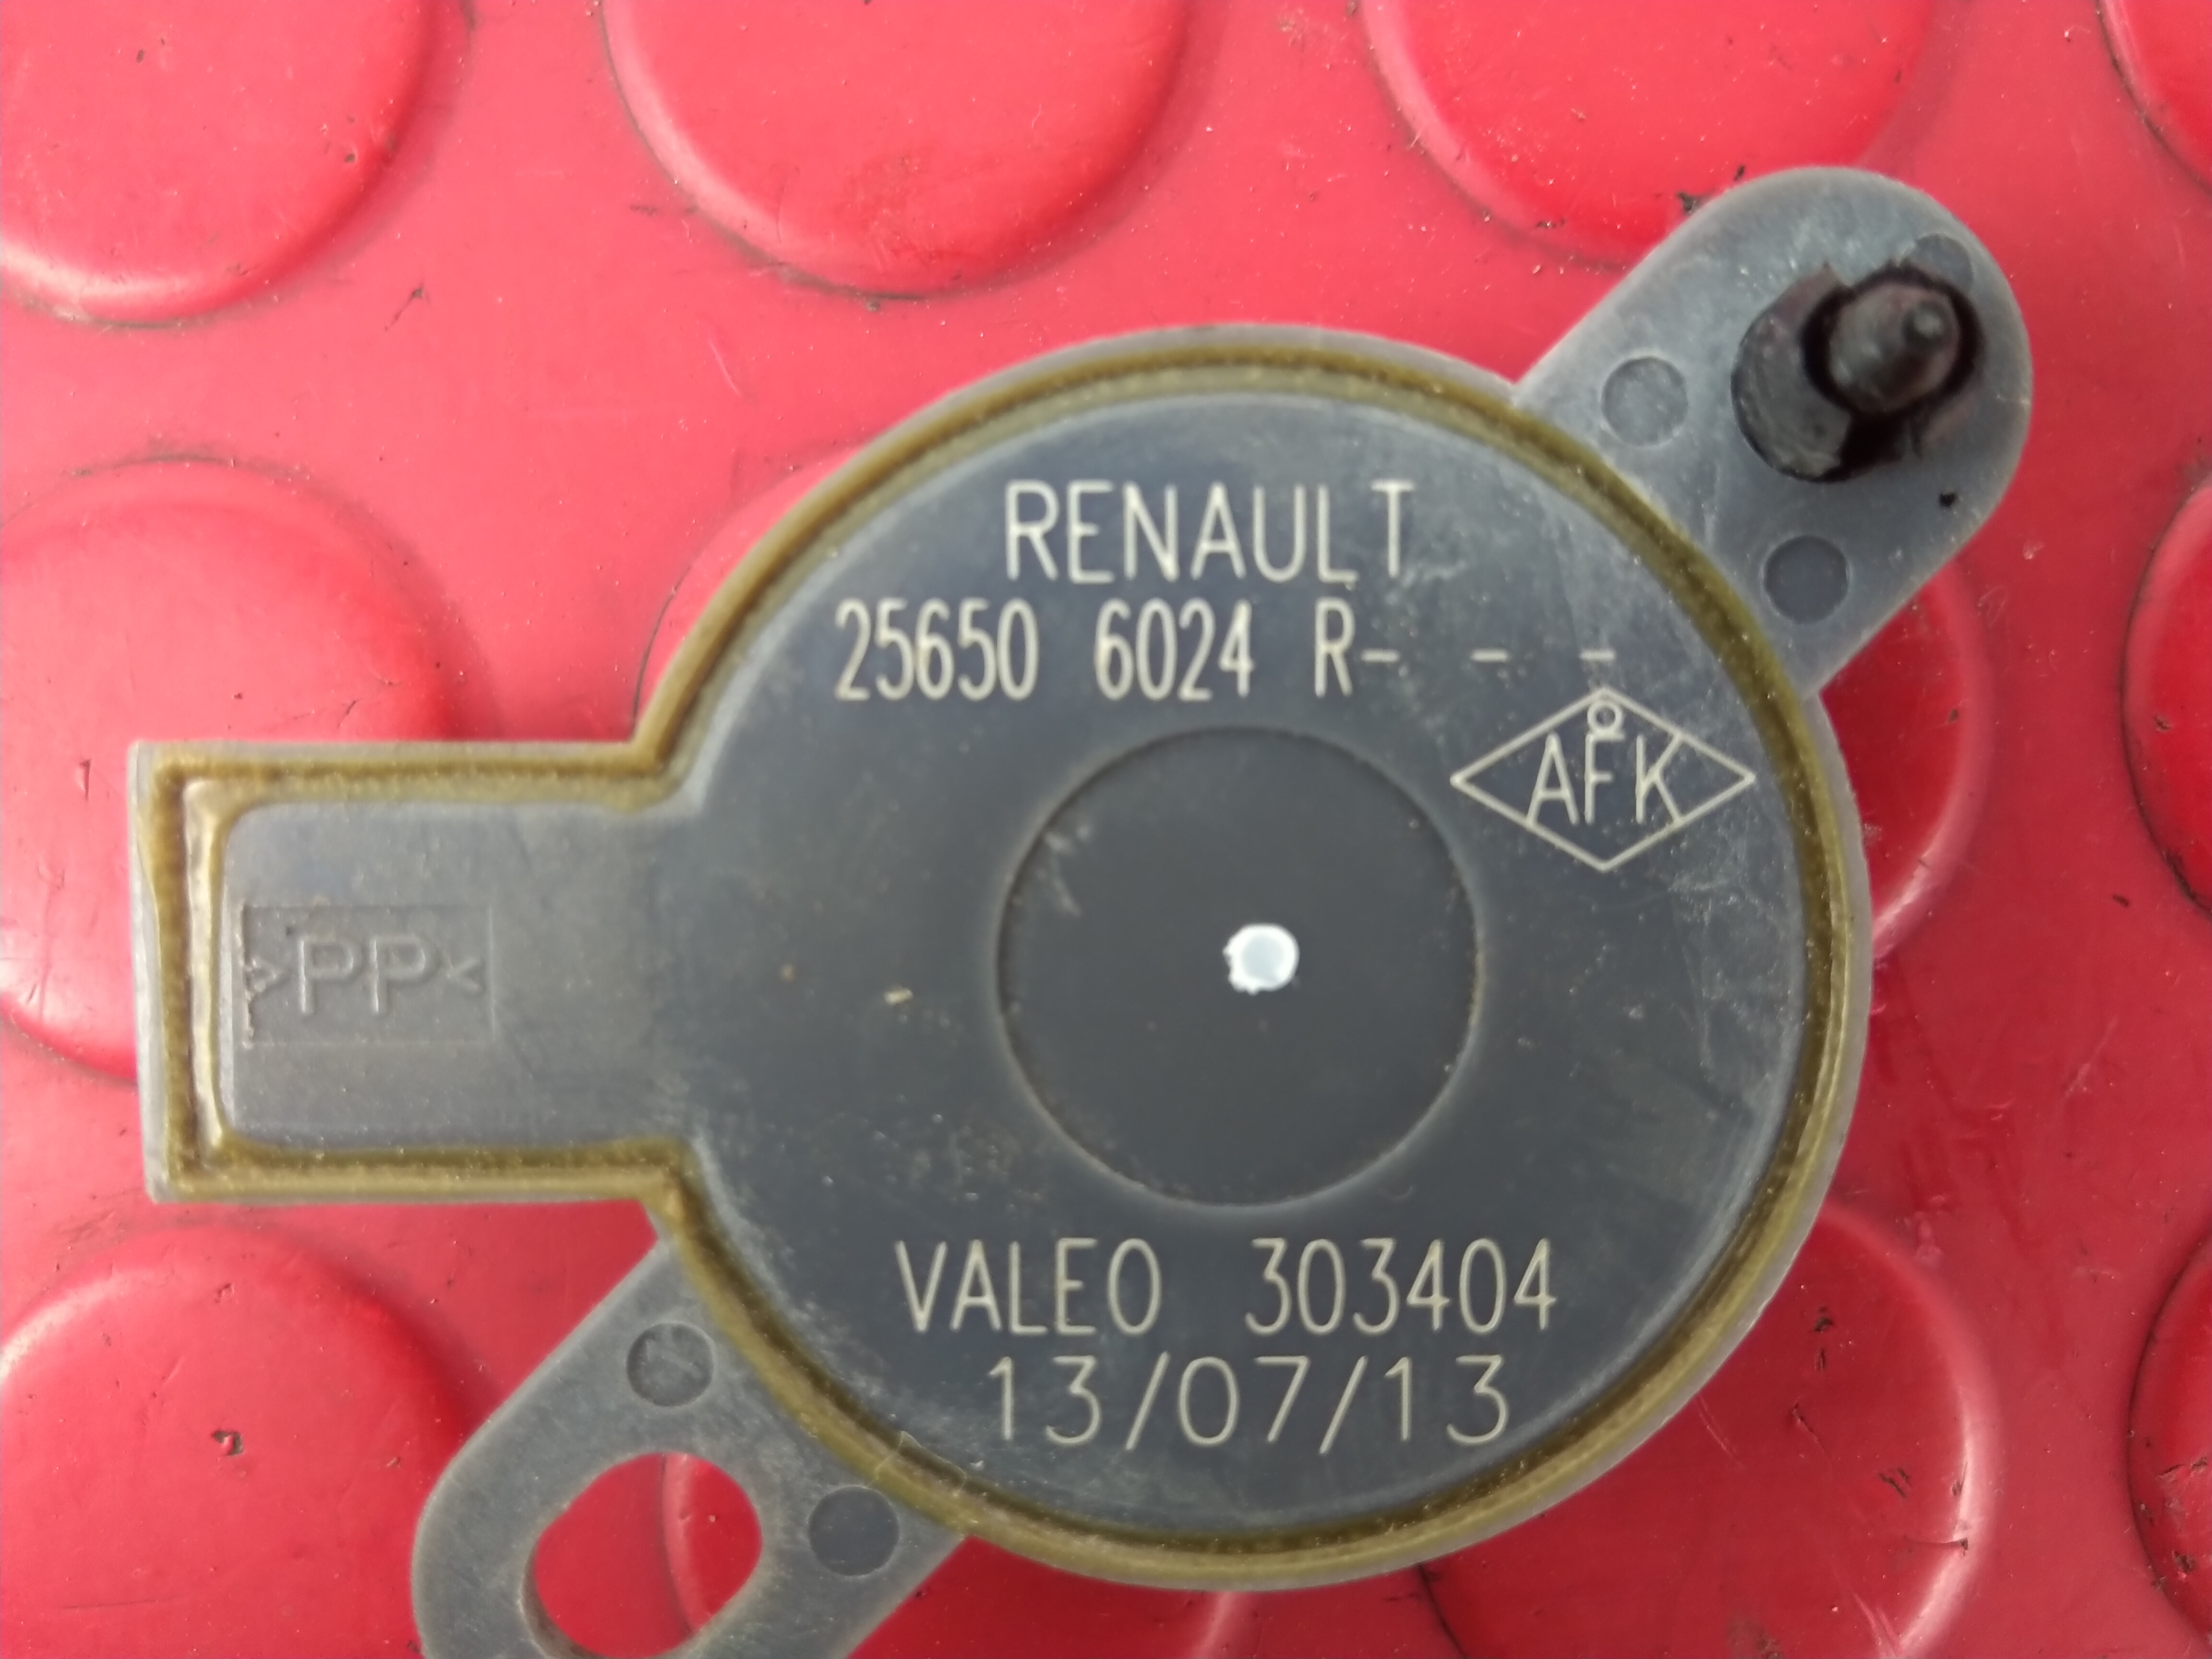 RENAULT
25650 6024 R- - -
AFK
>PP<
VALEO 303404
13/07/13